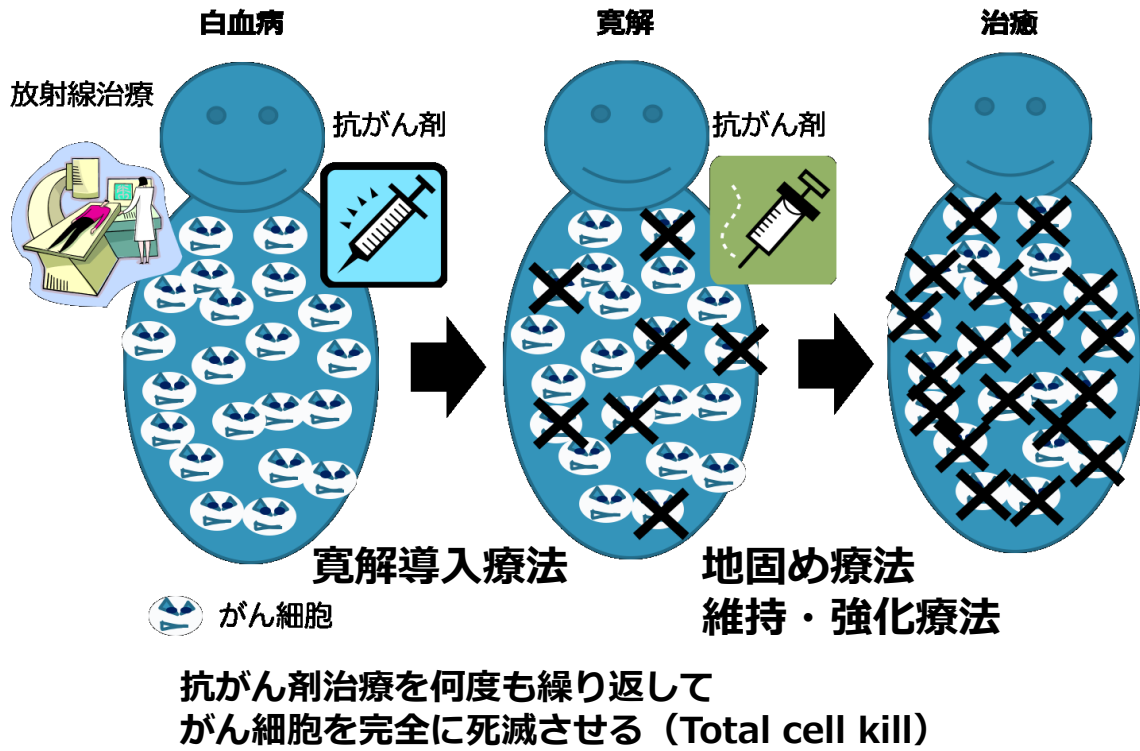 白血病
寛解
治癒
放射線治療
抗がん剤
抗がん剤
寛解導入療法
地固め療法
維持・強化療法
がん細胞
抗がん剤治療を何度も繰り返して
がん細胞を完全に死滅させる（Total cell kill）